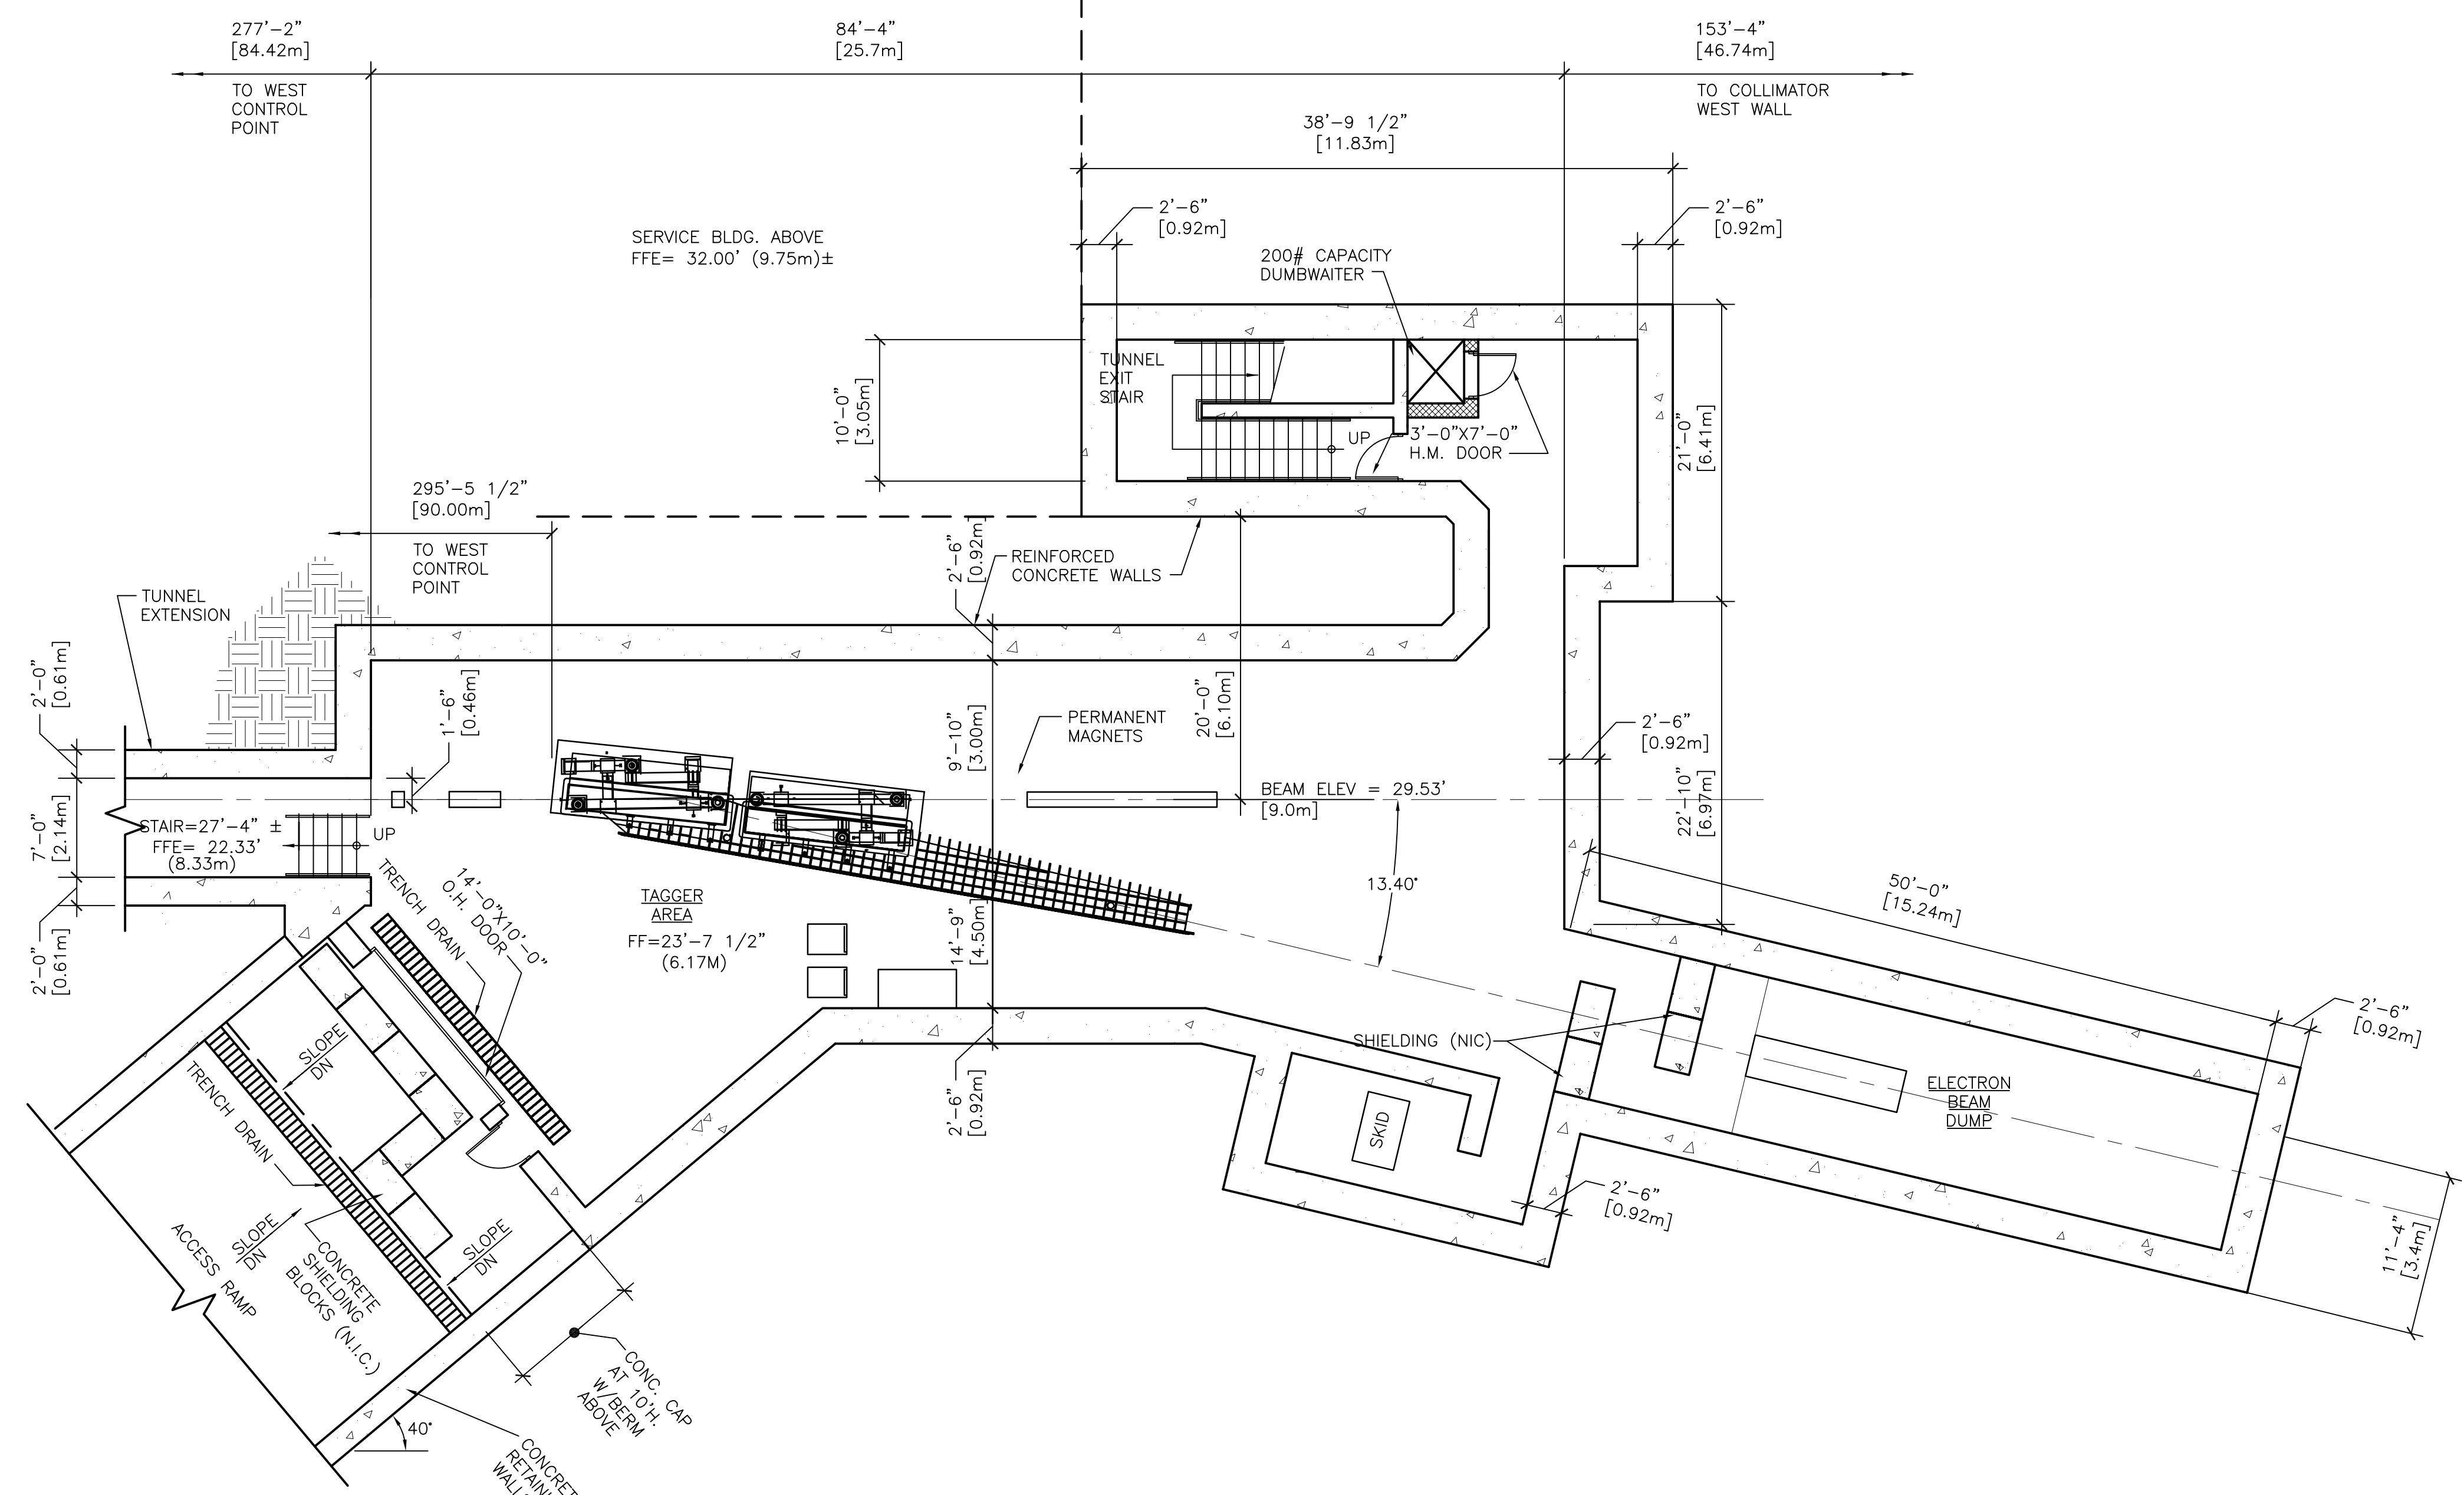 277'-2"
[84.42m]
TO WEST
CONTROL
POINT
84'-4"
[25.7m]
153'-4"
[46.74m]
TO COLLIMATOR
WEST WALL
38'-9 1/2"
[11.83m]
2'-6"
[0.92m]
2'-6"
[0.92m]
SERVICE BLDG. ABOVE
FFE= 32.00' (9.75m)±
200# CAPACITY
DUMBWAITER
TUNNEL
EXIT
STAIR
10'-0"
[3.05m]
UP
3'-0"X7'-0"
H.M. DOOR
21'-0"
[6.41m]
295'-5 1/2"
[90.00m]
TO WEST
CONTROL
POINT
2'-6"
[0.92m]
REINFORCED
CONCRETE WALLS
TUNNEL
EXTENSION
2'-0"
[0.61m]
1'-6"
[0.46m]
9'-10"
[3.00m]
PERMANENT
MAGNETS
20'-0"
[6.10m]
2'-6"
[0.92m]
BEAM ELEV = 29.53'
[9.0m]
22'-10"
[6.97m]
7'-0"
[2.14m]
STAIR=27'-4" ±
FFE= 22.33'
(8.33m)
UP
13.40°
50'-0"
[15.24m]
TRENCH DRAIN
14'-0"X10'-0"
O.H. DOOR
TAGGER
AREA
FF=23'-7 1/2"
(6.17M)
14'-9"
[4.50m]
2'-0"
[0.61m]
2'-6"
[0.92m]
SHIELDING (NIC)
SLOPE
DN
TRENCH DRAIN
2'-6"
[0.92m]
SKID
ELECTRON
BEAM
DUMP
2'-6"
[0.92m]
11'-4"
[3.4m]
ACCESS RAMP
SLOPE
DN
SLOPE
DN
CONCRETE
SHIELDING
BLOCKS (N.I.C.)
CONC. CAP
AT 10'H.
W/BERM
ABOVE
40°